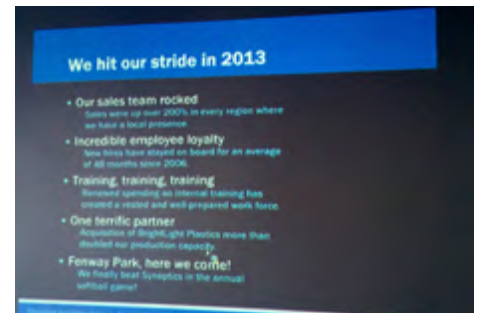 We hit our stride in 2013
• Our sales team rocked
Sales were up over 200% in every region where
we have a local presence.
• Incredible employee loyalty
New hires have stayed on board for an average
of 48 months since 2006.
• Training, training, training
Renewed spending on internal training has
created a rested and well-prepared work force.
• One terrific partner
Acquisition of BrightLight Plastics more than
doubled our production capacity.
• Fenway Park, here we come!
We finally beat Synoptics in the annual
softball game!